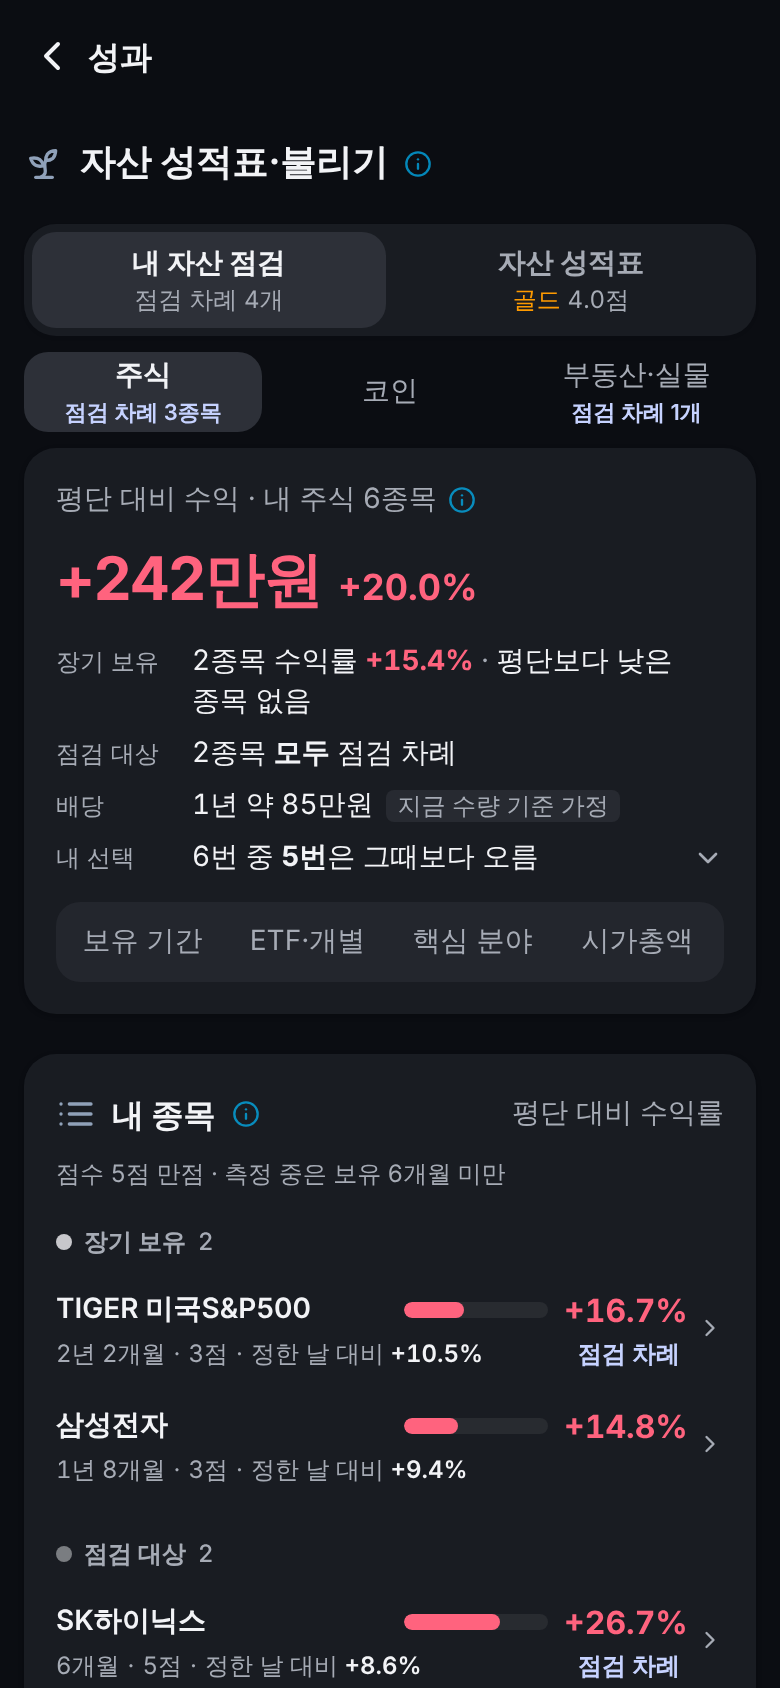 성과
자산 성적표·불리기
내 자산 점검
점검 차례 4개
자산 성적표
골드 4.0점
주식
점검 차례 3종목
코인
부동산·실물
점검 차례 1개
평단 대비 수익 · 내 주식 6종목
+242만원 +20.0%
장기 보유 2종목 수익률 +15.4% · 평단보다 낮은
종목 없음
점검 대상 2종목 모두 점검 차례
배당 1년 약 85만원 지금 수량 기준 가정
내 선택 6번 중 5번은 그때보다 오름
보유 기간 ETF·개별 핵심 분야 시가총액
내 종목 평단 대비 수익률
점수 5점 만점 · 측정 중은 보유 6개월 미만
장기 보유 2
TIGER 미국S&P500 +16.7%
2년 2개월 · 3점 · 정한 날 대비 +10.5% 점검 차례
삼성전자 +14.8%
1년 8개월 · 3점 · 정한 날 대비 +9.4%
점검 대상 2
SK하이닉스 +26.7%
6개월 · 5점 · 정한 날 대비 +8.6% 점검 차례